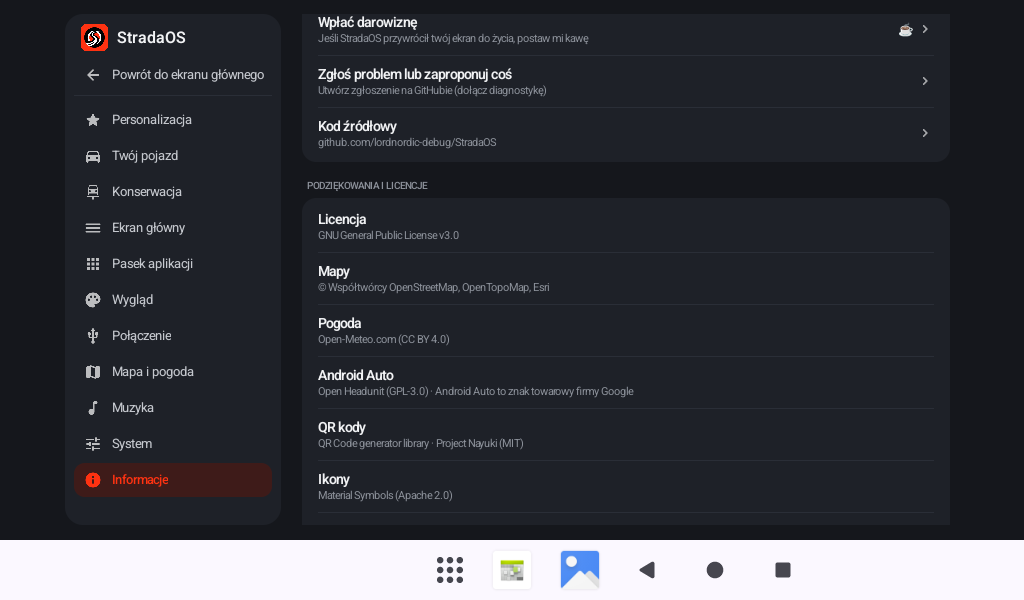 StradaOS
Powrót do ekranu głównego
Personalizacja
Twój pojazd
Konserwacja
Ekran główny
Pasek aplikacji
Wygląd
Połączenie
Mapa i pogoda
Muzyka
System
Informacje
Wpłać darowiznę
Jeśli StradaOS przywrócił twój ekran do życia, postaw mi kawę
Zgłoś problem lub zaproponuj coś
Utwórz zgłoszenie na GitHubie (dołącz diagnostykę)
Kod źródłowy
github.com/lordnordic-debug/StradaOS
PODZIĘKOWANIA I LICENCJE
Licencja
GNU General Public License v3.0
Mapy
© Współtwórcy OpenStreetMap, OpenTopoMap, Esri
Pogoda
Open-Meteo.com (CC BY 4.0)
Android Auto
Open Headunit (GPL-3.0) · Android Auto to znak towarowy firmy Google
QR kody
QR Code generator library · Project Nayuki (MIT)
Ikony
Material Symbols (Apache 2.0)